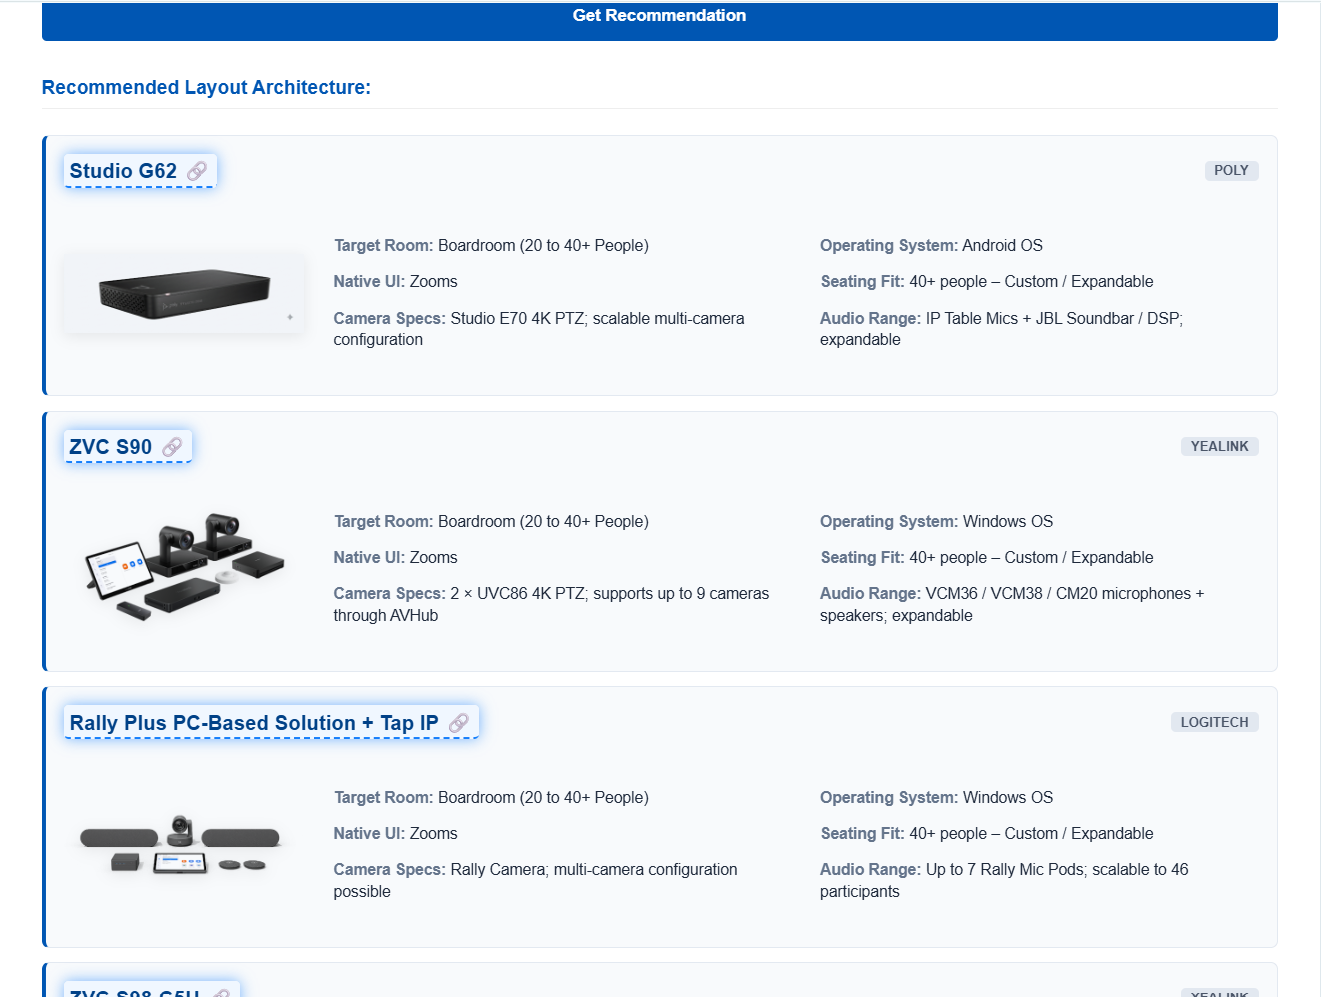 Get Recommendation
Recommended Layout Architecture:
Studio G62
POLY
Target Room: Boardroom (20 to 40+ People)
Operating System: Android OS
Native UI: Zooms
Seating Fit: 40+ people – Custom / Expandable
Camera Specs: Studio E70 4K PTZ; scalable multi-camera
configuration
Audio Range: IP Table Mics + JBL Soundbar / DSP;
expandable
ZVC S90
YEALINK
Target Room: Boardroom (20 to 40+ People)
Operating System: Windows OS
Native UI: Zooms
Seating Fit: 40+ people – Custom / Expandable
Camera Specs: 2 × UVC86 4K PTZ; supports up to 9 cameras
through AVHub
Audio Range: VCM36 / VCM38 / CM20 microphones +
speakers; expandable
Rally Plus PC-Based Solution + Tap IP
LOGITECH
Target Room: Boardroom (20 to 40+ People)
Operating System: Windows OS
Native UI: Zooms
Seating Fit: 40+ people – Custom / Expandable
Camera Specs: Rally Camera; multi-camera configuration
possible
Audio Range: Up to 7 Rally Mic Pods; scalable to 46
participants
ZVC S98 C5U
YEALINK